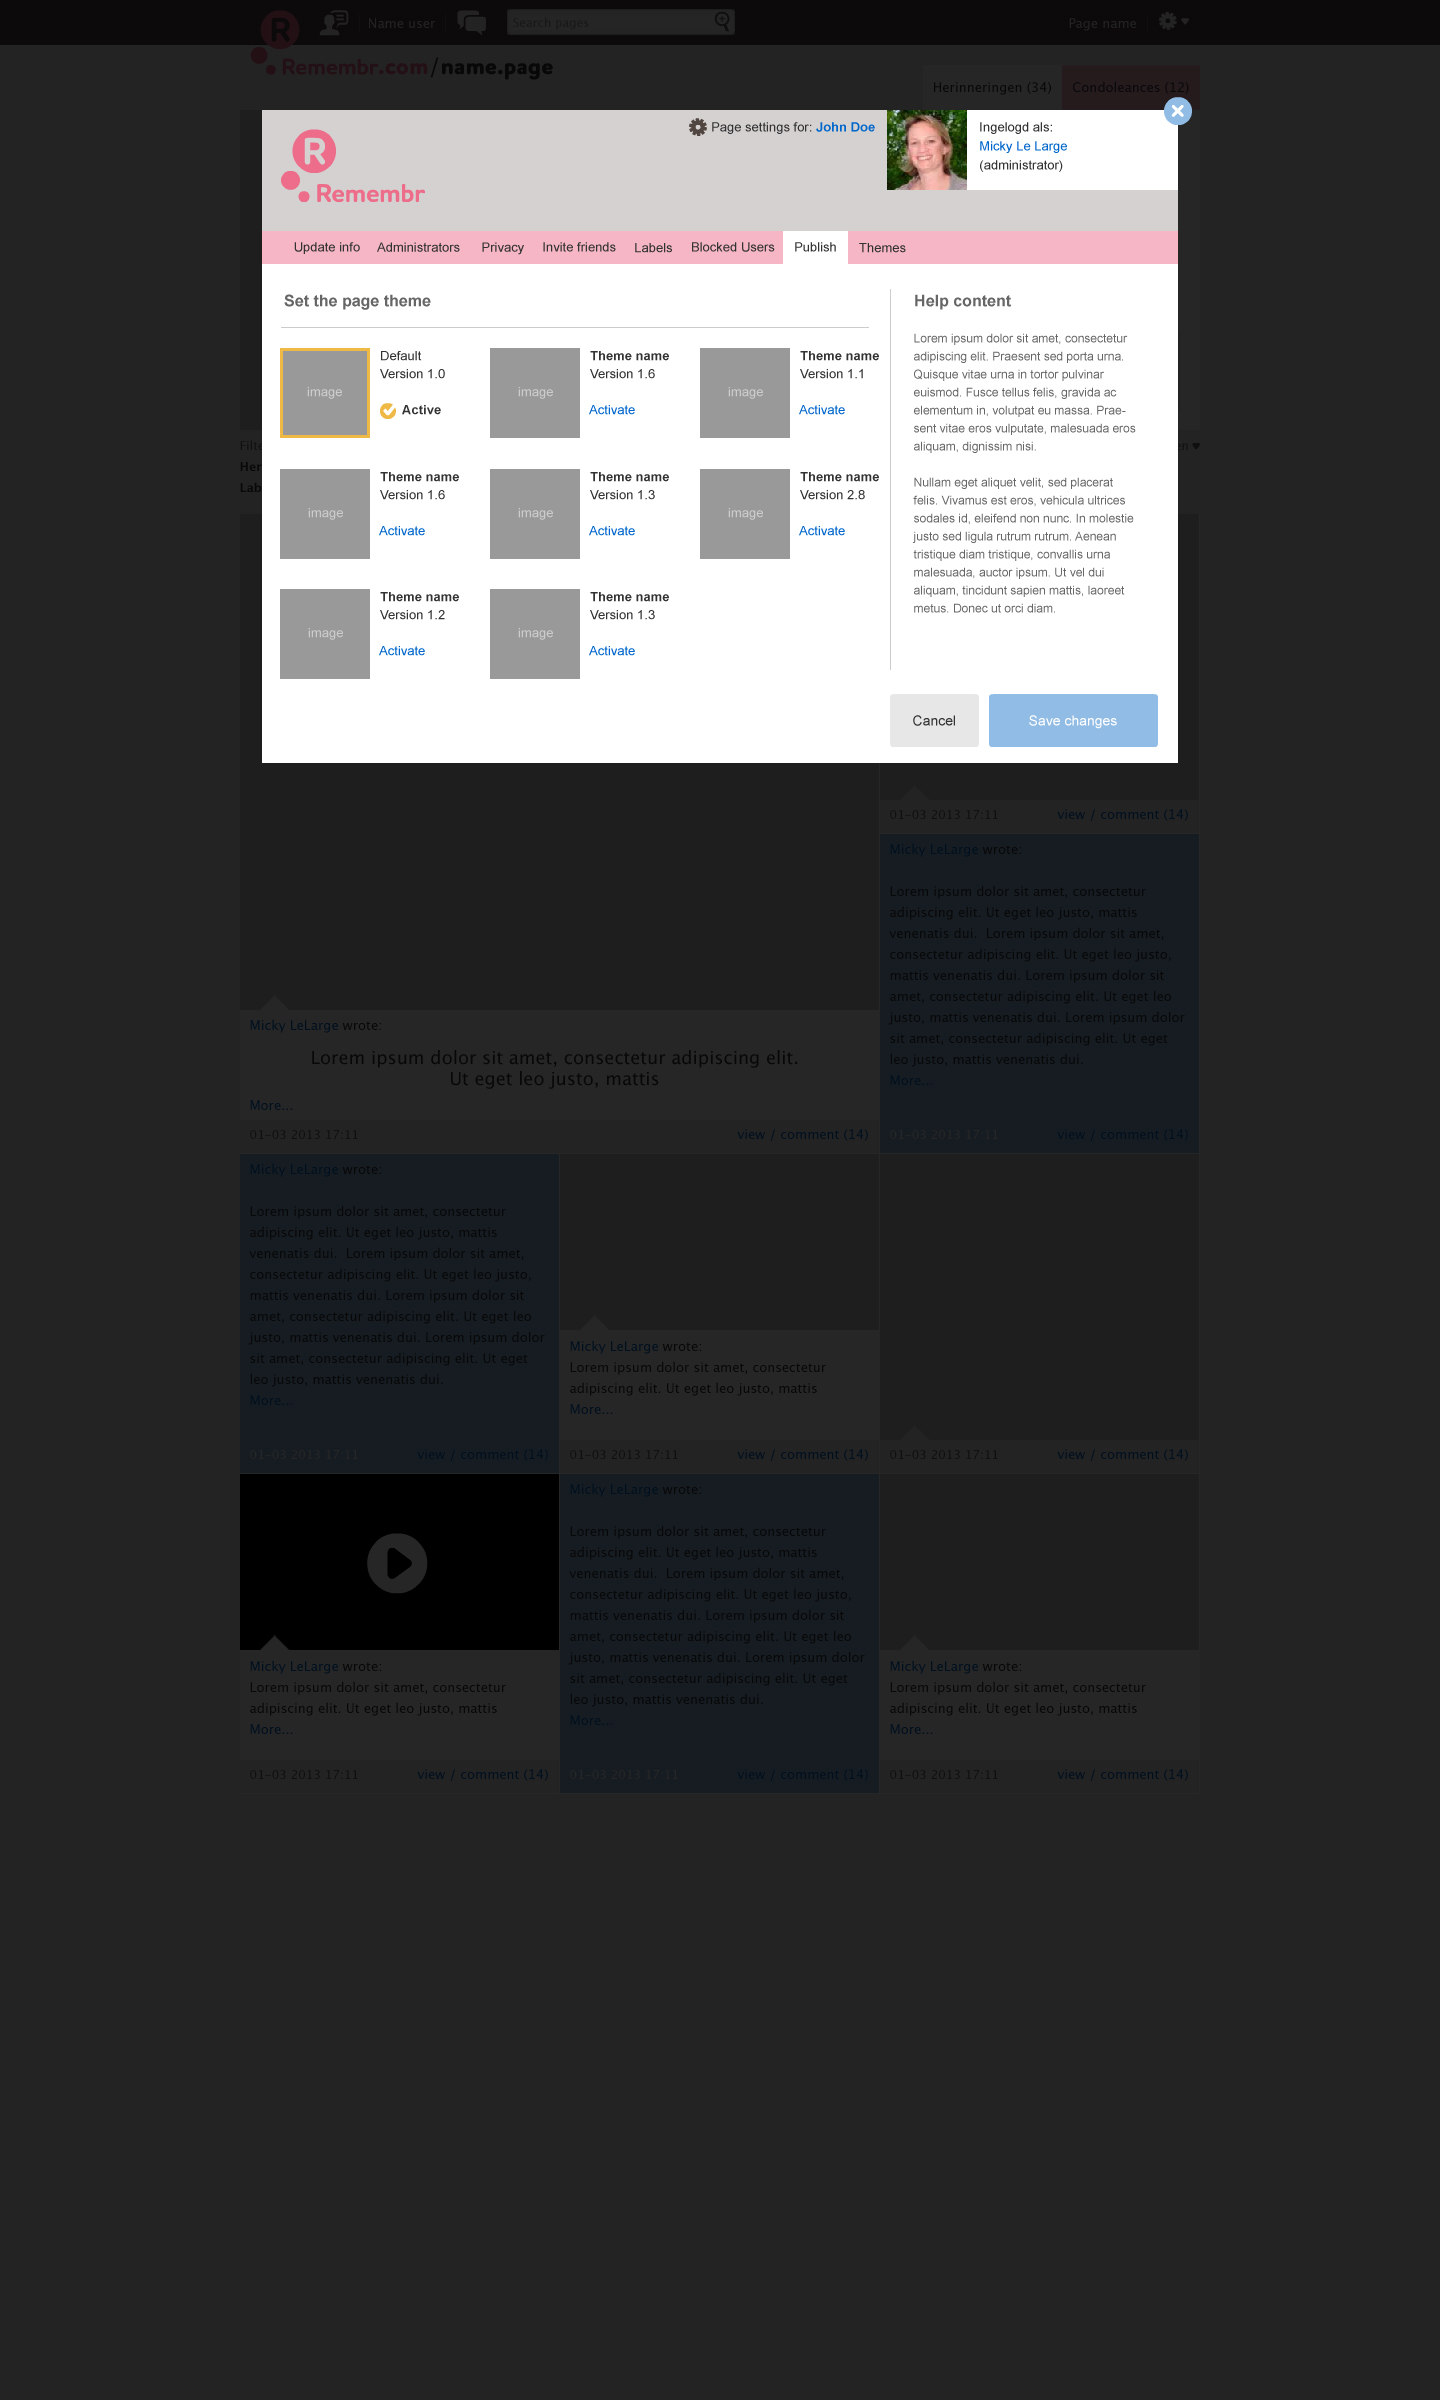 R
Name user
Search pages
Page name
Remembr.com/name.page
Herinneringen (34)
Condoleances (12)
Page settings for: John Doe
Ingelogd als:
Micky Le Large
(administrator)
R
Remembr
Update info
Administrators
Privacy
Invite friends
Labels
Blocked Users
Publish
Themes
Set the page theme
image
Default
Version 1.0
Active
image
Theme name
Version 1.6
Activate
image
Theme name
Version 1.1
Activate
image
Theme name
Version 1.6
Activate
image
Theme name
Version 1.3
Activate
image
Theme name
Version 2.8
Activate
image
Theme name
Version 1.2
Activate
image
Theme name
Version 1.3
Activate
Help content
Lorem ipsum dolor sit amet, consectetur
adipiscing elit. Praesent sed porta urna.
Quisque vitae urna in tortor pulvinar
euismod. Fusce tellus felis, gravida ac
elementum in, volutpat eu massa. Prae-
sent vitae eros vulputate, malesuada eros
aliquam, dignissim nisi.
Nullam eget aliquet velit, sed placerat
felis. Vivamus est eros, vehicula ultrices
sodales id, eleifend non nunc. In molestie
justo sed ligula rutrum rutrum. Aenean
tristique diam tristique, convallis urna
malesuada, auctor ipsum. Ut vel dui
aliquam, tincidunt sapien mattis, laoreet
metus. Donec ut orci diam.
Cancel
Save changes
01-03 2013 17:11
view / comment (14)
Micky LeLarge wrote:
Lorem ipsum dolor sit amet, consectetur
adipiscing elit. Ut eget leo justo, mattis
venenatis dui.  Lorem ipsum dolor sit amet,
consectetur adipiscing elit. Ut eget leo justo,
mattis venenatis dui. Lorem ipsum dolor sit
amet, consectetur adipiscing elit. Ut eget leo
justo, mattis venenatis dui. Lorem ipsum dolor
sit amet, consectetur adipiscing elit. Ut eget
leo justo, mattis venenatis dui.
More...
01-03 2013 17:11
view / comment (14)
Micky LeLarge wrote:
Lorem ipsum dolor sit amet, consectetur adipiscing elit.
Ut eget leo justo, mattis
More...
01-03 2013 17:11
view / comment (14)
Micky LeLarge wrote:
Lorem ipsum dolor sit amet, consectetur
adipiscing elit. Ut eget leo justo, mattis
venenatis dui.  Lorem ipsum dolor sit amet,
consectetur adipiscing elit. Ut eget leo justo,
mattis venenatis dui. Lorem ipsum dolor sit
amet, consectetur adipiscing elit. Ut eget leo
justo, mattis venenatis dui. Lorem ipsum dolor
sit amet, consectetur adipiscing elit. Ut eget
leo justo, mattis venenatis dui.
More...
01-03 2013 17:11
view / comment (14)
Micky LeLarge wrote:
Lorem ipsum dolor sit amet, consectetur
adipiscing elit. Ut eget leo justo, mattis
More...
01-03 2013 17:11
view / comment (14)
01-03 2013 17:11
view / comment (14)
Micky LeLarge wrote:
Lorem ipsum dolor sit amet, consectetur
adipiscing elit. Ut eget leo justo, mattis
More...
01-03 2013 17:11
view / comment (14)
Micky LeLarge wrote:
Lorem ipsum dolor sit amet, consectetur
adipiscing elit. Ut eget leo justo, mattis
venenatis dui.  Lorem ipsum dolor sit amet,
consectetur adipiscing elit. Ut eget leo justo,
mattis venenatis dui. Lorem ipsum dolor sit
amet, consectetur adipiscing elit. Ut eget leo
justo, mattis venenatis dui. Lorem ipsum dolor
sit amet, consectetur adipiscing elit. Ut eget
leo justo, mattis venenatis dui.
More...
01-03 2013 17:11
view / comment (14)
Micky LeLarge wrote:
Lorem ipsum dolor sit amet, consectetur
adipiscing elit. Ut eget leo justo, mattis
More...
01-03 2013 17:11
view / comment (14)